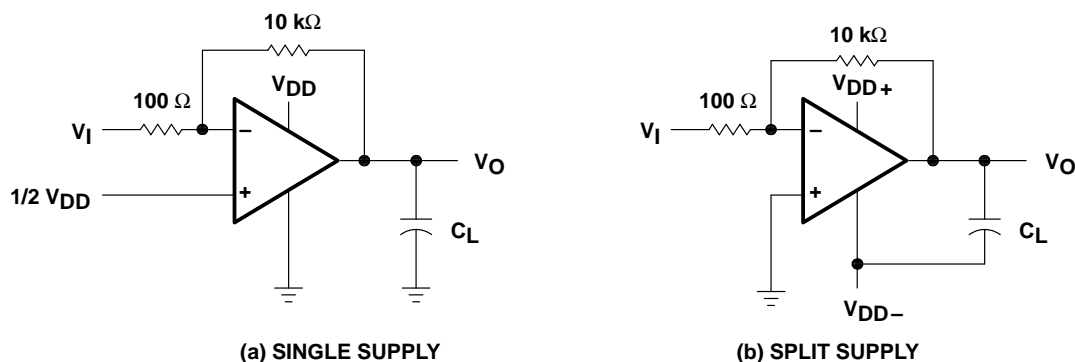 10 kΩ
VDD
100 Ω
VI
−
+
1/2 VDD
VO
CL
(a) SINGLE SUPPLY
10 kΩ
VDD+
100 Ω
VI
−
+
VO
CL
VDD−
(b) SPLIT SUPPLY